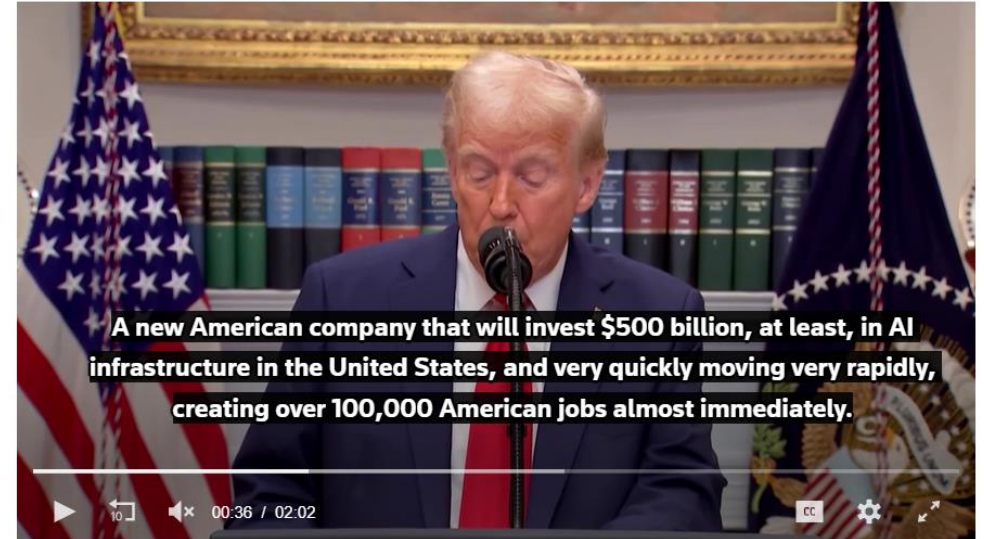 A new American company that will invest $500 billion, at least, in AI
infrastructure in the United States, and very quickly moving very rapidly,
creating over 100,000 American jobs almost immediately.
10
00:36 / 02:02
CC